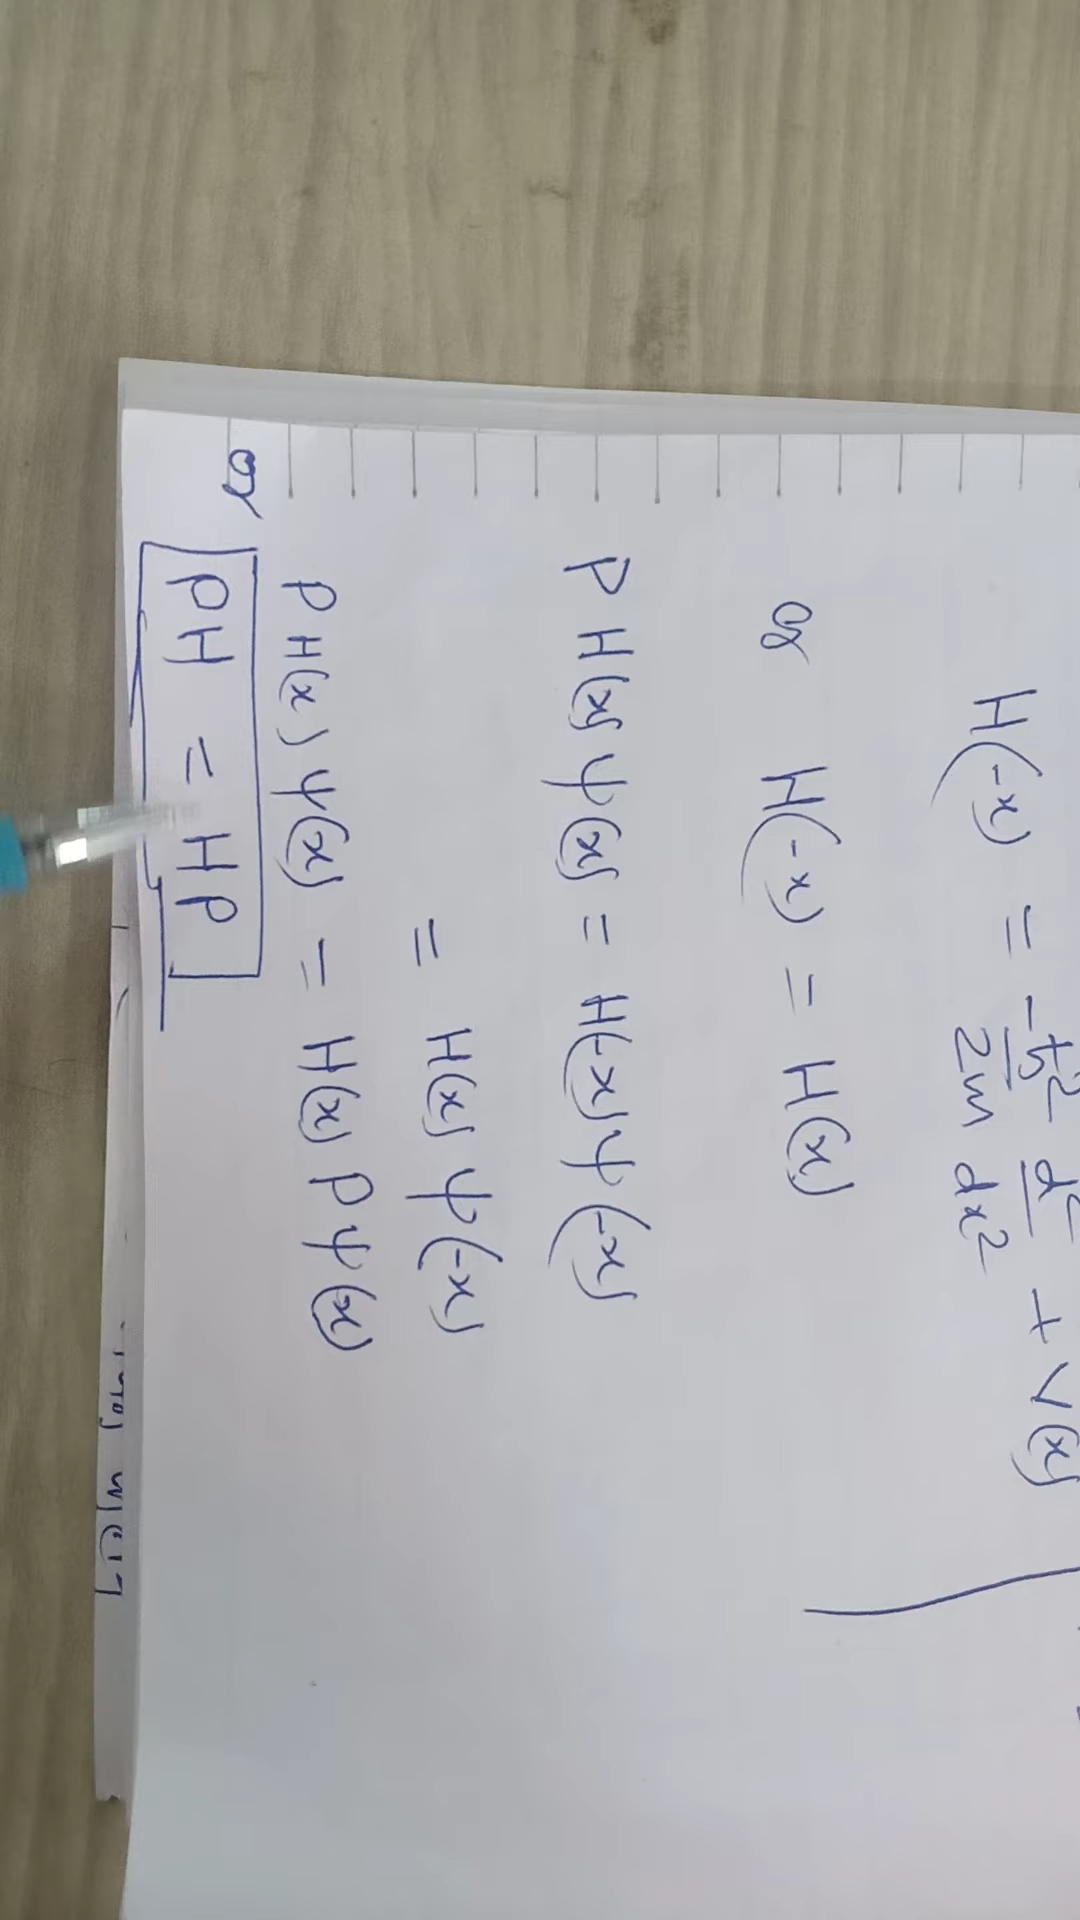 H(-x) = -ħ²/2m d²/dx² + V(x)
or H(-x) = H(x)
P H(x) ψ(x) = H(-x) ψ(-x)
= H(x) ψ(-x)
P H(x) ψ(x) = H(x) P ψ(x)
or PH = HP